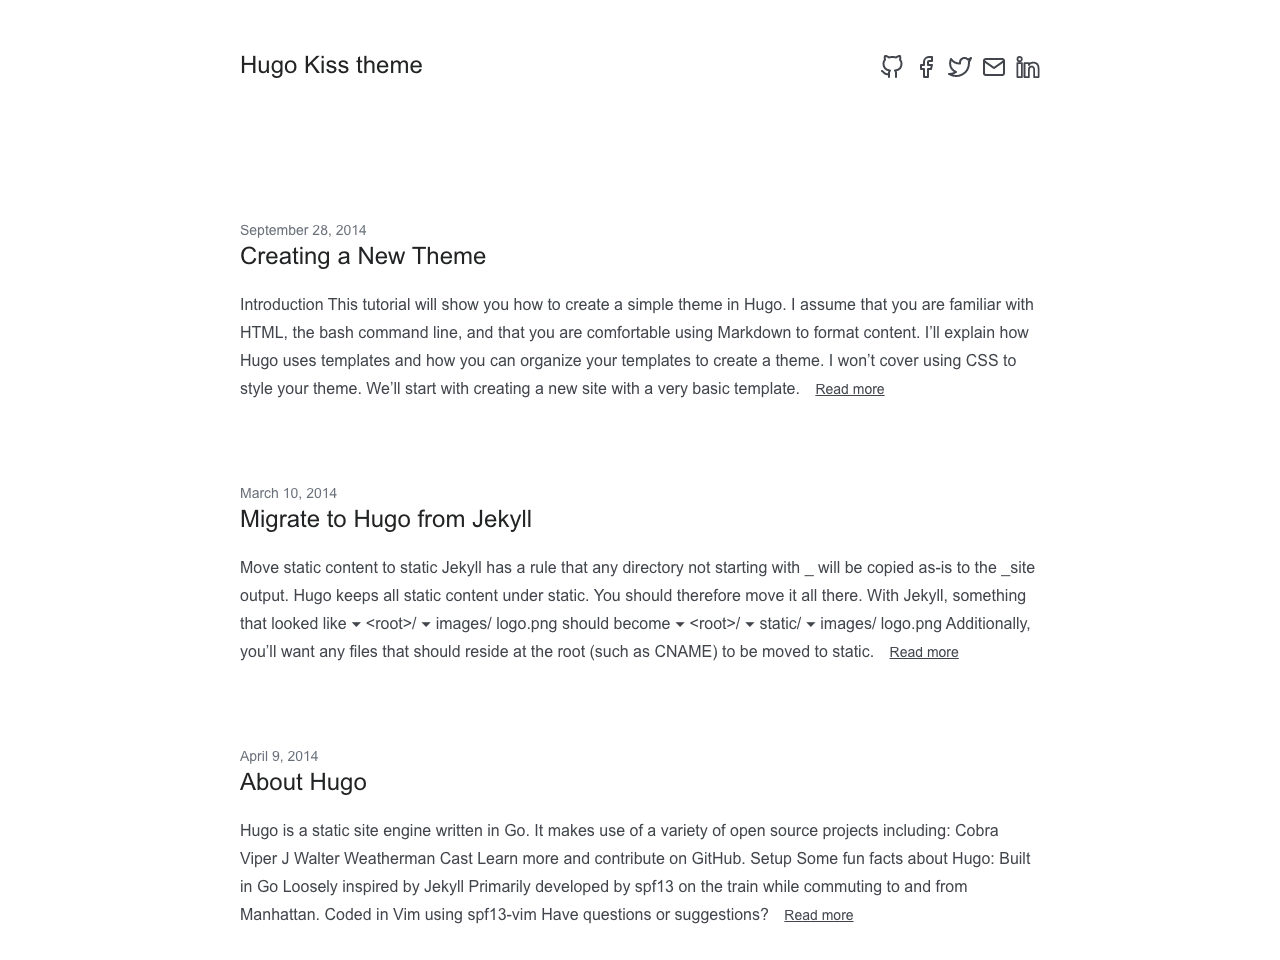 Hugo Kiss theme
September 28, 2014
Creating a New Theme
Introduction This tutorial will show you how to create a simple theme in Hugo. I assume that you are familiar with
HTML, the bash command line, and that you are comfortable using Markdown to format content. I’ll explain how
Hugo uses templates and how you can organize your templates to create a theme. I won’t cover using CSS to
style your theme. We’ll start with creating a new site with a very basic template. Read more
March 10, 2014
Migrate to Hugo from Jekyll
Move static content to static Jekyll has a rule that any directory not starting with _ will be copied as-is to the _site
output. Hugo keeps all static content under static. You should therefore move it all there. With Jekyll, something
that looked like ▾ <root>/ ▾ images/ logo.png should become ▾ <root>/ ▾ static/ ▾ images/ logo.png Additionally,
you’ll want any files that should reside at the root (such as CNAME) to be moved to static. Read more
April 9, 2014
About Hugo
Hugo is a static site engine written in Go. It makes use of a variety of open source projects including: Cobra
Viper J Walter Weatherman Cast Learn more and contribute on GitHub. Setup Some fun facts about Hugo: Built
in Go Loosely inspired by Jekyll Primarily developed by spf13 on the train while commuting to and from
Manhattan. Coded in Vim using spf13-vim Have questions or suggestions? Read more